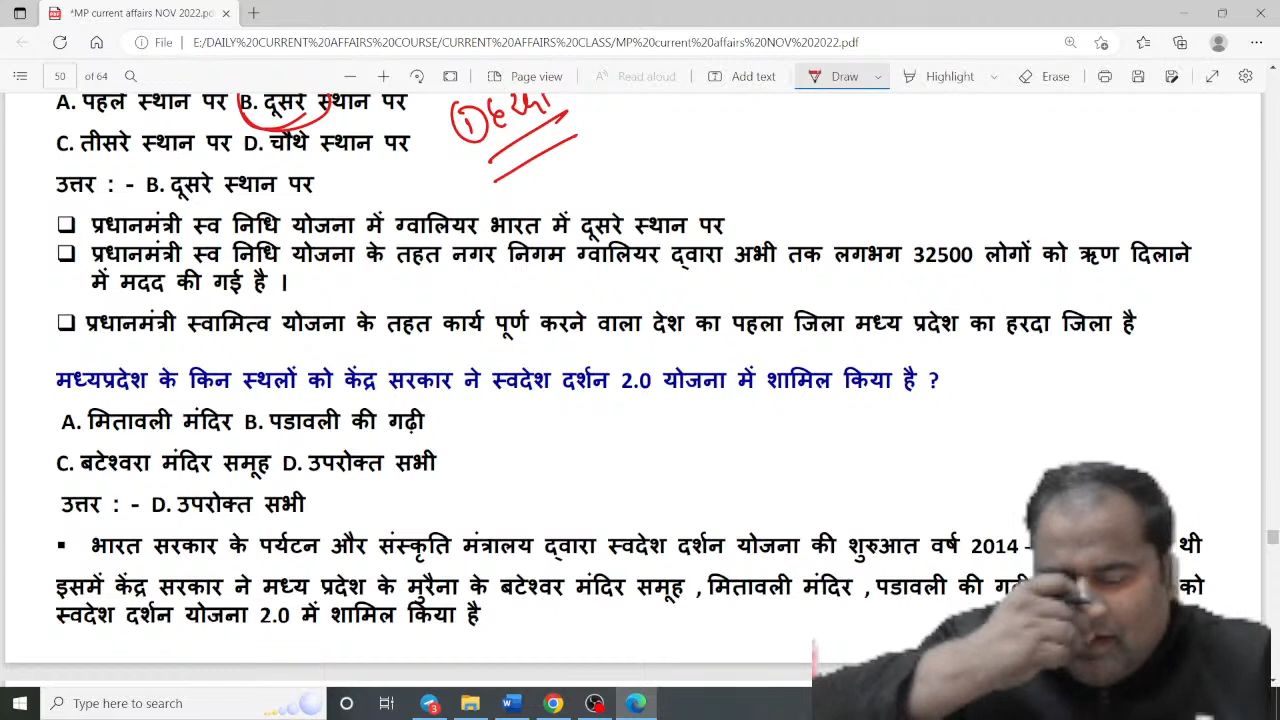 *MP current affairs NOV 2022.pd
File E:/DAILY%20CURRENT%20AFFAIRS%20COURSE/CURRENT%20AFFAIRS%20CLASS/MP%20current%20affairs%20NOV%202022.pdf
50 of 64 Page view Read aloud Add text Draw Highlight Erase
A. पहले स्थान पर B. दूसरे स्थान पर
C. तीसरे स्थान पर D. चौथे स्थान पर
उत्तर : - B. दूसरे स्थान पर
प्रधानमंत्री स्व निधि योजना में ग्वालियर भारत में दूसरे स्थान पर
प्रधानमंत्री स्व निधि योजना के तहत नगर निगम ग्वालियर द्वारा अभी तक लगभग 32500 लोगों को ऋण दिलाने
में मदद की गई है ।
प्रधानमंत्री स्वामित्व योजना के तहत कार्य पूर्ण करने वाला देश का पहला जिला मध्य प्रदेश का हरदा जिला है
मध्यप्रदेश के किन स्थलों को केंद्र सरकार ने स्वदेश दर्शन 2.0 योजना में शामिल किया है ?
A. मितावली मंदिर B. पडावली की गढ़ी
C. बटेश्वरा मंदिर समूह D. उपरोक्त सभी
उत्तर : - D. उपरोक्त सभी
भारत सरकार के पर्यटन और संस्कृति मंत्रालय द्वारा स्वदेश दर्शन योजना की शुरुआत वर्ष 2014 - थी
इसमें केंद्र सरकार ने मध्य प्रदेश के मुरैना के बटेश्वर मंदिर समूह , मितावली मंदिर , पडावली की को
स्वदेश दर्शन योजना 2.0 में शामिल किया है
Type here to search
3